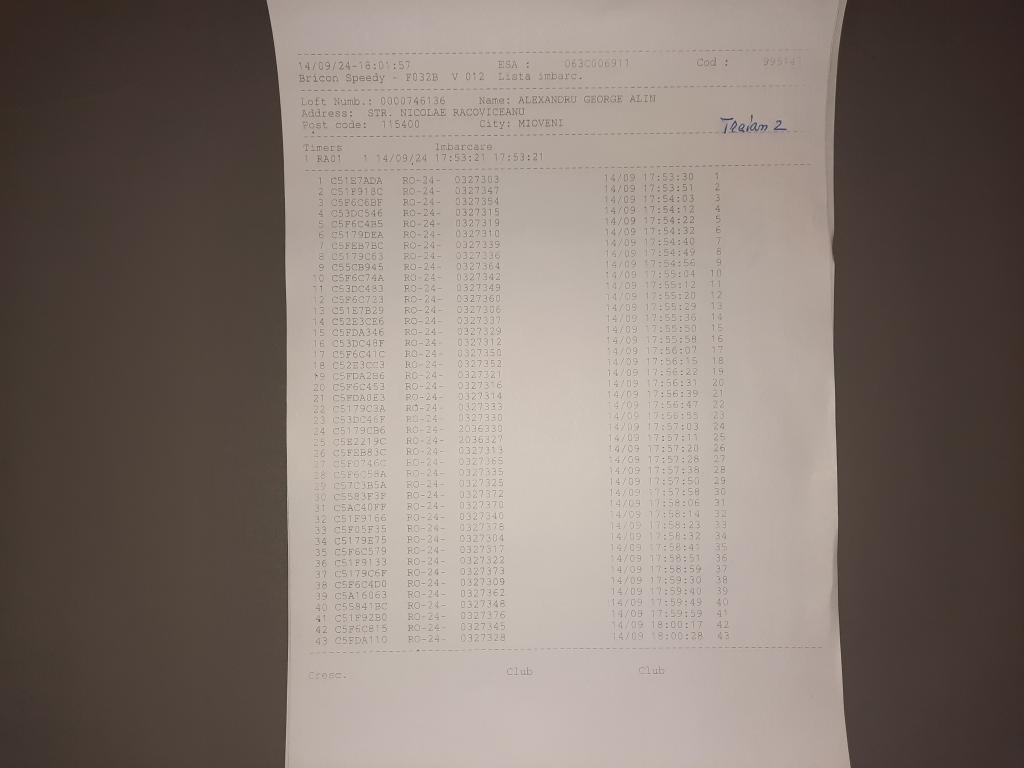 14/09/24-18:01:57 ESA : 063C006911 Cod : 995141
Bricon Speedy - F032B V 012 Lista imbarc.
Loft Numb.: 0000746136 Name: ALEXANDRU GEORGE ALIN
Address: STR. NICOLAE RACOVICEANU
Post code: 115400 City: MIOVENI
Traian 2
Timers Imbarcare
1 RA01 1 14/09/24 17:53:21 17:53:21
1 C51E7ADA RO-24- 0327303 14/09 17:53:30 1
2 C51F918C RO-24- 0327347 14/09 17:53:51 2
3 C5F6C6BF RO-24- 0327354 14/09 17:54:03 3
4 C53DC546 RO-24- 0327315 14/09 17:54:12 4
5 C5F6C4B5 RO-24- 0327319 14/09 17:54:22 5
6 C5179DEA RO-24- 0327310 14/09 17:54:32 6
7 C5FEB7BC RO-24- 0327339 14/09 17:54:40 7
8 C5179C63 RO-24- 0327336 14/09 17:54:49 8
9 C55CB945 RO-24- 0327364 14/09 17:54:56 9
10 C5F6C74A RO-24- 0327342 14/09 17:55:04 10
11 C53DC483 RO-24- 0327349 14/09 17:55:12 11
12 C5F6C723 RO-24- 0327360 14/09 17:55:20 12
13 C51E7B29 RO-24- 0327306 14/09 17:55:29 13
14 C52E3CE6 RO-24- 0327337 14/09 17:55:36 14
15 C5FDA346 RO-24- 0327329 14/09 17:55:50 15
16 C53DC48F RO-24- 0327312 14/09 17:55:58 16
17 C5F6C41C RO-24- 0327350 14/09 17:56:07 17
18 C52E3CC3 RO-24- 0327352 14/09 17:56:15 18
19 C5FDA286 RO-24- 0327321 14/09 17:56:22 19
20 C5F6C453 RO-24- 0327316 14/09 17:56:31 20
21 C5FDA0E3 RO-24- 0327314 14/09 17:56:39 21
22 C5179C3A RO-24- 0327333 14/09 17:56:47 22
23 C53DC46F RO-24- 0327330 14/09 17:56:55 23
24 C5179CB6 RO-24- 2036330 14/09 17:57:03 24
25 C5E2219C RO-24- 2036327 14/09 17:57:11 25
26 C5FEB83C RO-24- 0327313 14/09 17:57:20 26
27 C5F0746C RO-24- 0327365 14/09 17:57:28 27
28 C5F6C58A RO-24- 0327335 14/09 17:57:38 28
29 C57C3B5A RO-24- 0327325 14/09 17:57:50 29
30 C5583F3F RO-24- 0327372 14/09 17:57:58 30
31 C5AC40FF RO-24- 0327370 14/09 17:58:06 31
32 C51F9166 RO-24- 0327340 14/09 17:58:14 32
33 C5F05F35 RO-24- 0327378 14/09 17:58:23 33
34 C5179E75 RO-24- 0327304 14/09 17:58:32 34
35 C5F6C579 RO-24- 0327317 14/09 17:58:41 35
36 C51F9133 RO-24- 0327322 14/09 17:58:51 36
37 C5179C6F RO-24- 0327373 14/09 17:58:59 37
38 C5F6C4D0 RO-24- 0327309 14/09 17:59:30 38
39 C5A16063 RO-24- 0327362 14/09 17:59:40 39
40 C55841BC RO-24- 0327348 14/09 17:59:49 40
41 C51F92B0 RO-24- 0327376 14/09 17:59:59 41
42 C5F6C815 RO-24- 0327345 14/09 18:00:17 42
43 C5FDA110 RO-24- 0327328 14/09 18:00:28 43
Cresc. Club Club